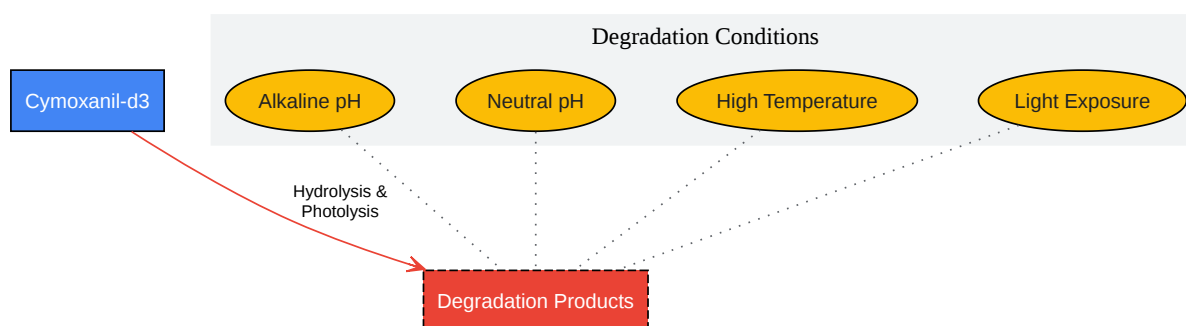 Degradation Conditions
Cymoxanil-d3
Alkaline pH
Neutral pH
High Temperature
Light Exposure
Hydrolysis &
Photolysis
Degradation Products